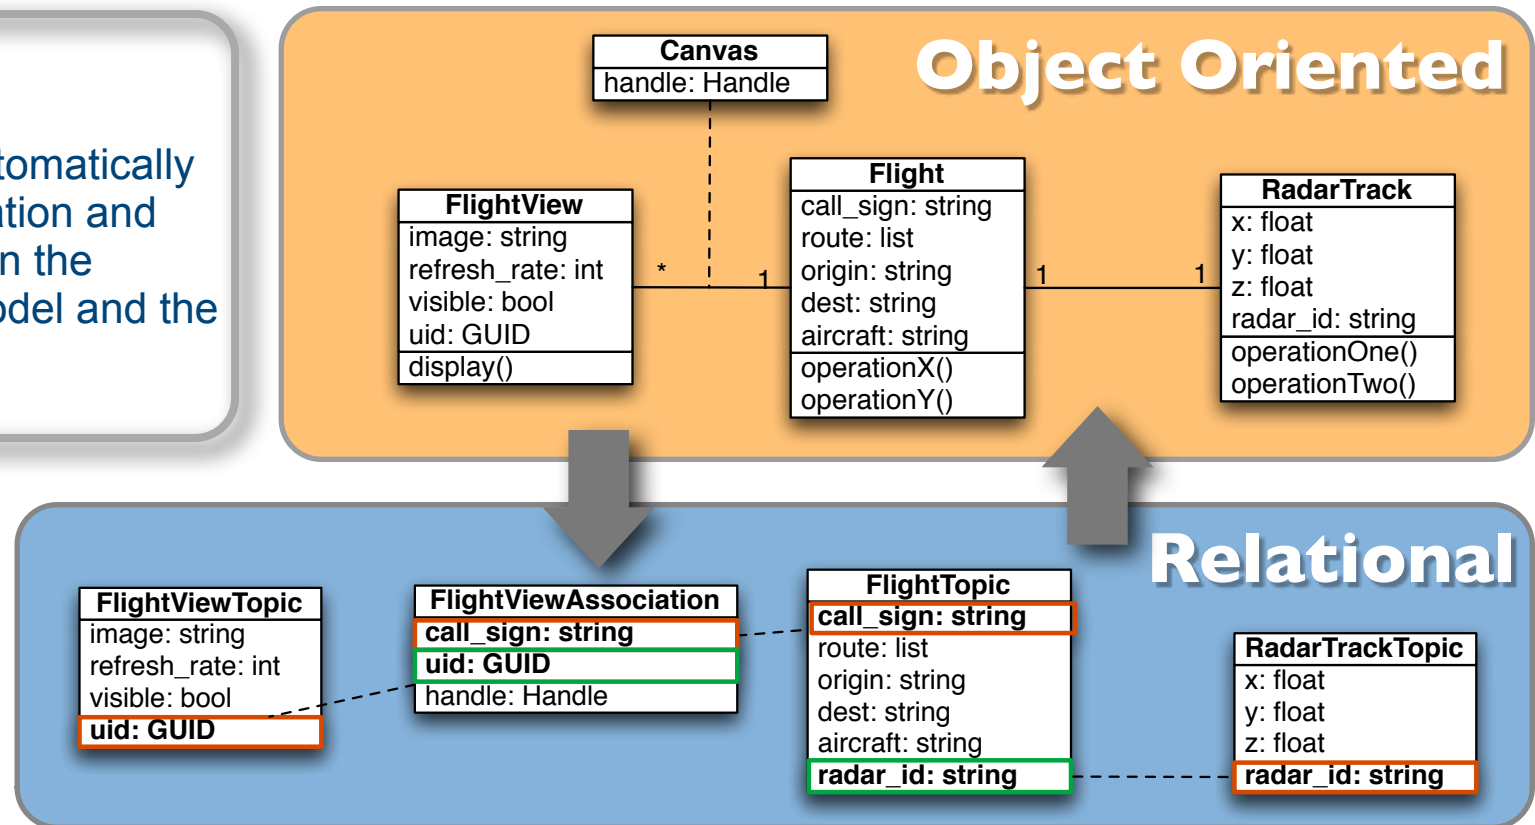 tomatically
ation and
n the
odel and the
Object Oriented
Canvas
handle: Handle
FlightView
image: string
refresh_rate: int
visible: bool
uid: GUID
display()
*
1
Flight
call_sign: string
route: list
origin: string
dest: string
aircraft: string
operationX()
operationY()
1
1
RadarTrack
x: float
y: float
z: float
radar_id: string
operationOne()
operationTwo()
Relational
FlightViewTopic
image: string
refresh_rate: int
visible: bool
uid: GUID
FlightViewAssociation
call_sign: string
uid: GUID
handle: Handle
FlightTopic
call_sign: string
route: list
origin: string
dest: string
aircraft: string
radar_id: string
RadarTrackTopic
x: float
y: float
z: float
radar_id: string